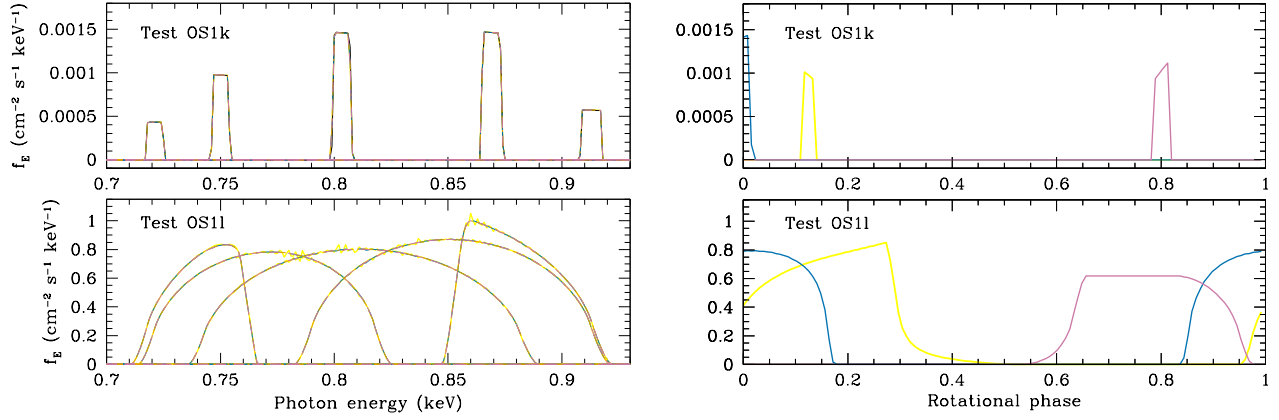 Test OS1k
0.0015
0.001
0.0005
0
f_E (cm⁻² s⁻¹ keV⁻¹)
0.7 0.75 0.8 0.85 0.9
Test OS1k
0.0015
0.001
0.0005
0
0 0.2 0.4 0.6 0.8 1
Test OS1l
1
0.8
0.6
0.4
0.2
0
f_E (cm⁻² s⁻¹ keV⁻¹)
0.7 0.75 0.8 0.85 0.9
Photon energy (keV)
Test OS1l
1
0.8
0.6
0.4
0.2
0
0 0.2 0.4 0.6 0.8 1
Rotational phase